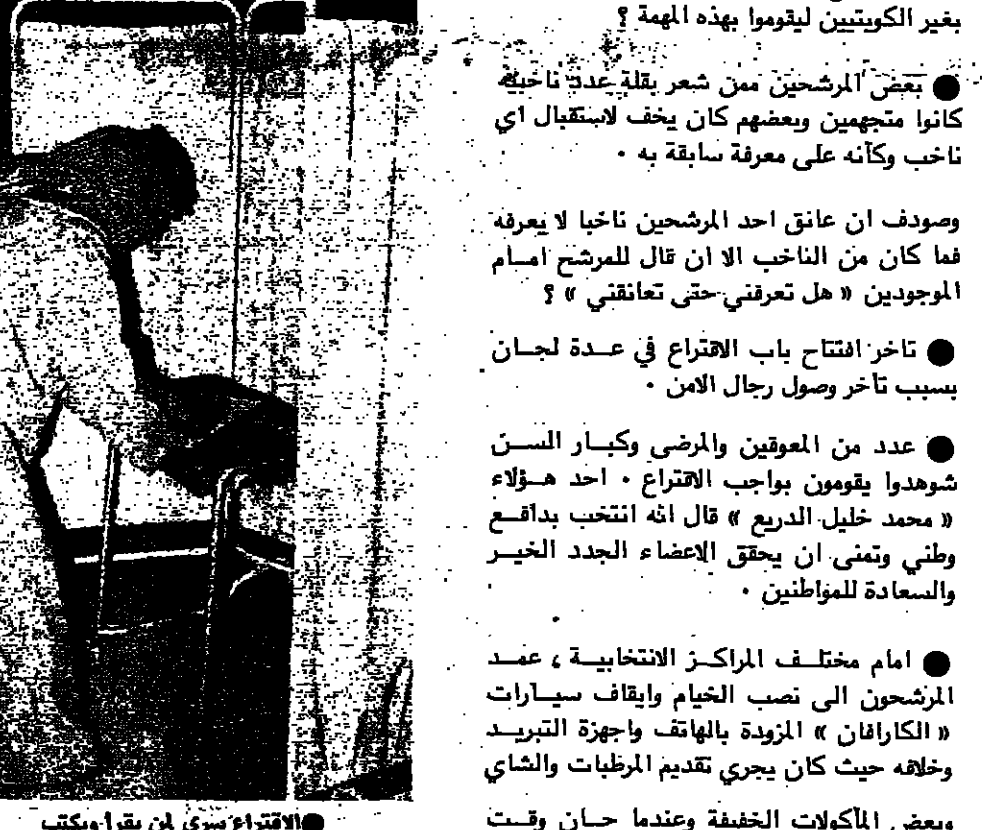 بغير الكويتيين ليقوموا بهذه المهمة ؟
● بعض المرشحين ممن شعر بقلة عدد ناخبيه
كانوا متجهمين وبعضهم كان يخف لاستقبال اي
ناخب وكأنه على معرفة سابقة به .
وصودف ان عانق احد المرشحين ناخبا لا يعرفه
فما كان من الناخب الا ان قال للمرشح امام
الموجودين « هل تعرفني حتى تعانقني » ؟
● تاخر افتتاح باب الاقتراع في عدة لجان
بسبب تأخر وصول رجال الامن .
● عدد من المعوقين والمرضى وكبار السن
شوهدوا يقومون بواجب الاقتراع . احد هؤلاء
« محمد خليل الدريع » قال انه انتخب بدافع
وطني وتمنى ان يحقق الاعضاء الجدد الخير
والسعادة للمواطنين .
● امام مختلف المراكز الانتخابية ، عمد
المرشحون الى نصب الخيام وايقاف سيارات
« الكارافان » المزودة بالهاتف واجهزة التبريد
وخلافه حيث كان يجري تقديم المرطبات والشاي
وبعض المأكولات الخفيفة وعندما حان وقت
●الاقتراع سري لمن يقرا ويكتب